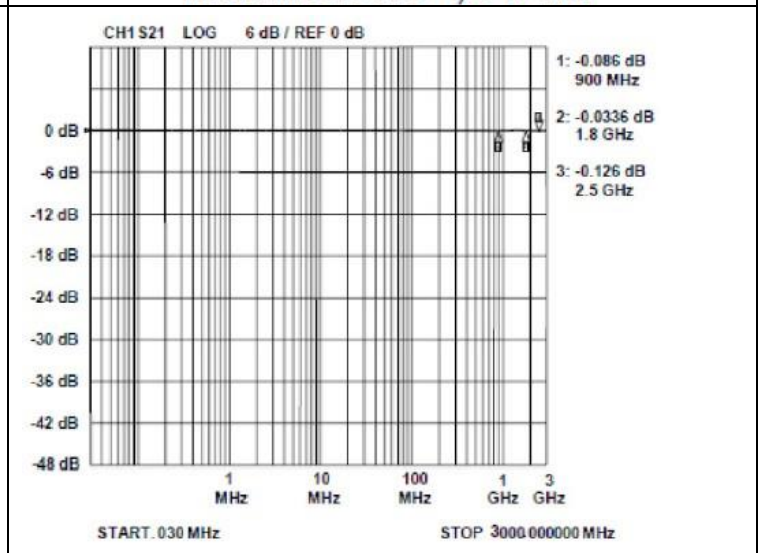 CH1 S21 LOG 6 dB / REF 0 dB
1: -0.086 dB
900 MHz
2: -0.0336 dB
1.8 GHz
3: -0.126 dB
2.5 GHz
0 dB
-6 dB
-12 dB
-18 dB
-24 dB
-30 dB
-36 dB
-42 dB
-48 dB
1 10 100 1 3
MHz MHz MHz GHz GHz
START .030 MHz STOP 3000.000000 MHz